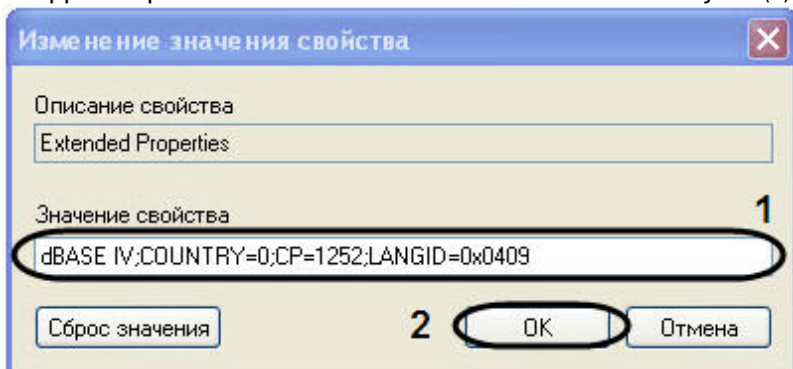 Изменение значения свойства
Описание свойства
Extended Properties
Значение свойства
1
dBASE IV;COUNTRY=0;CP=1252;LANGID=0x0409
Сброс значения
2
OK
Отмена